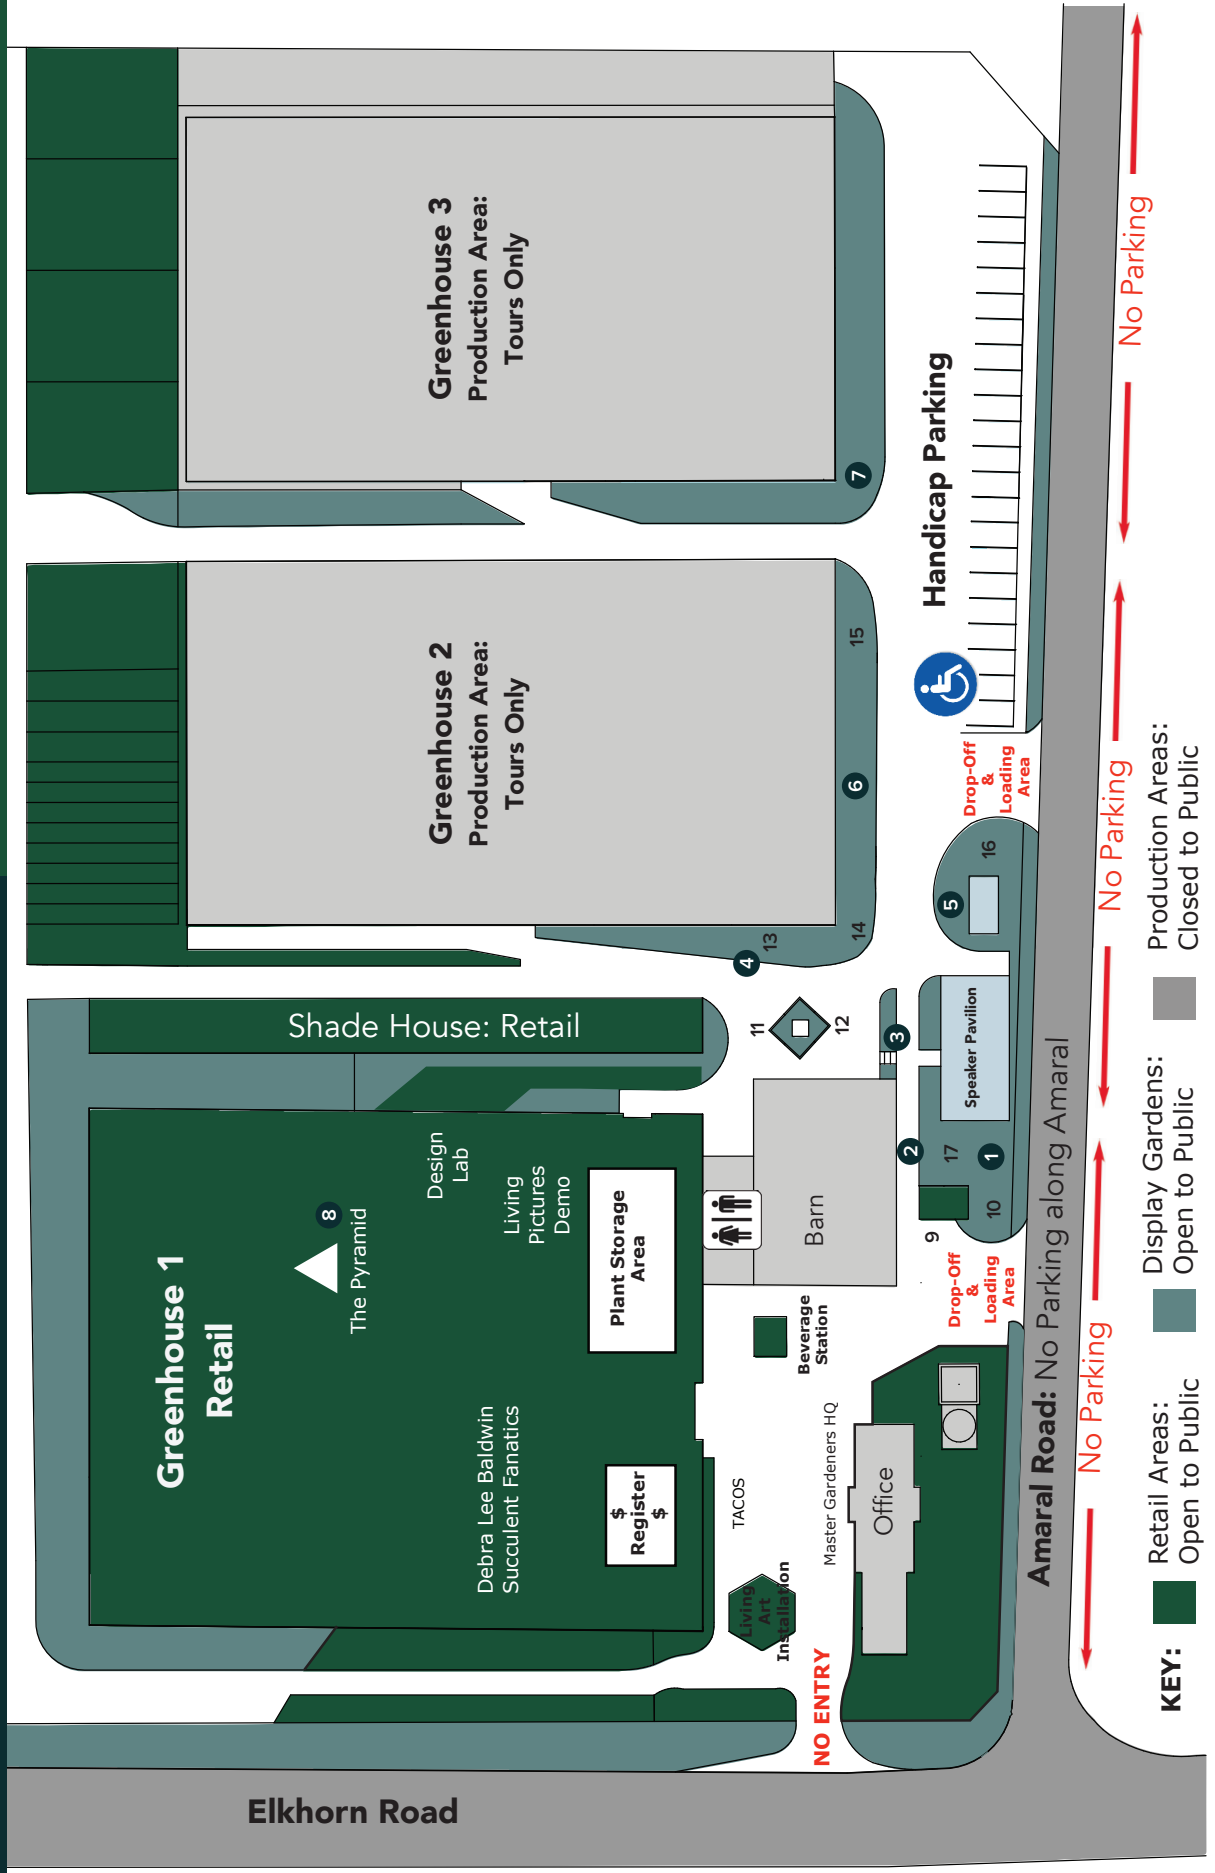 Greenhouse 1
Retail
8
The Pyramid
Design
Lab
Living
Pictures
Demo
Plant Storage
Area
Debra Lee Baldwin
Succulent Fanatics
$
Register
$
Shade House: Retail
Greenhouse 2
Production Area:
Tours Only
Greenhouse 3
Production Area:
Tours Only
Living
Art
Installation
TACOS
Beverage
Station
Barn
11
12
4
13
14
6
15
7
NO ENTRY
Master Gardeners HQ
Office
9
2
3
17
10
1
Speaker Pavilion
5
16
Drop-Off
&
Loading
Area
Drop-Off
&
Loading
Area
Handicap Parking
Elkhorn Road
Amaral Road: No Parking along Amaral
No Parking
No Parking
No Parking
KEY:
Retail Areas:
Open to Public
Display Gardens:
Open to Public
Production Areas:
Closed to Public